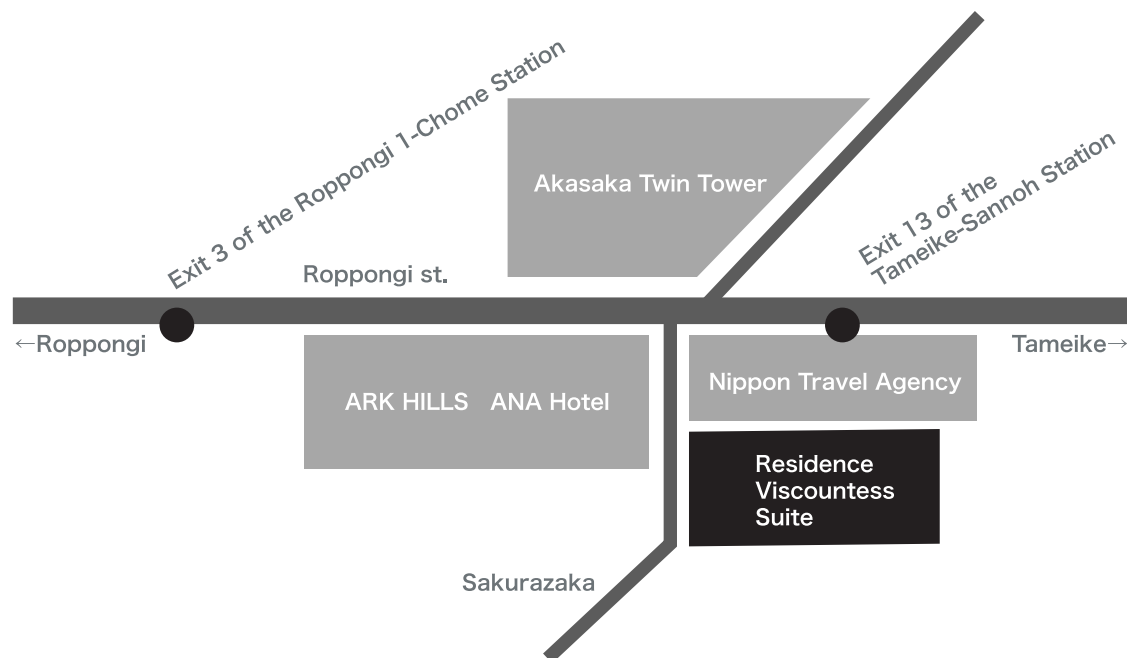 Exit 3 of the Roppongi 1-Chome Station
Akasaka Twin Tower
Exit 13 of the
Tameike-Sannoh Station
Roppongi st.
←Roppongi
Tameike→
ARK HILLS ANA Hotel
Nippon Travel Agency
Residence
Viscountess
Suite
Sakurazaka